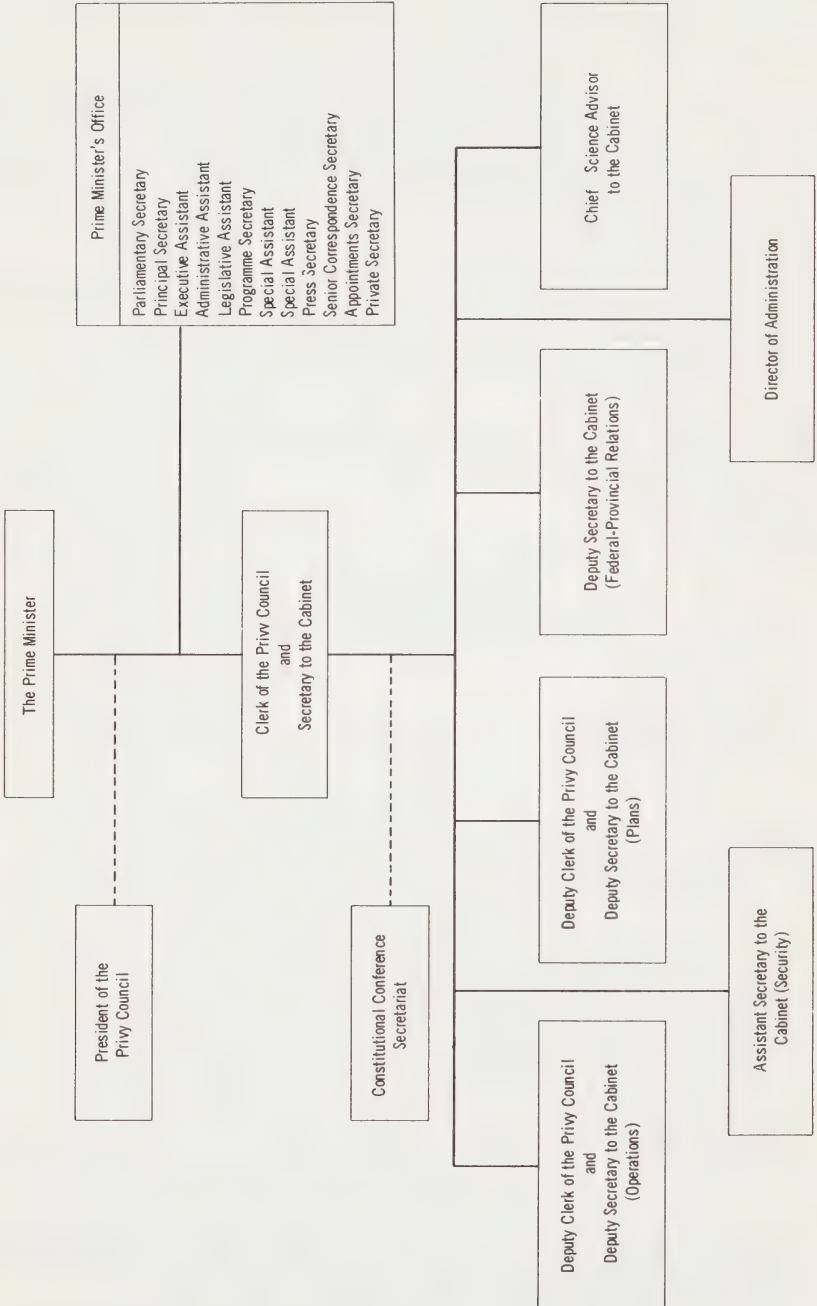 The Prime Minister
Prime Minister's Office
Parliamentary Secretary
Principal Secretary
Executive Assistant
Administrative Assistant
Legislative Assistant
Programme Secretary
Special Assistant
Special Assistant
Press Secretary
Senior Correspondence Secretary
Appointments Secretary
Private Secretary
President of the
Privy Council
Clerk of the Privy Council
and
Secretary to the Cabinet
Constitutional Conference
Secretariat
Deputy Clerk of the Privy Council
and
Deputy Secretary to the Cabinet
(Operations)
Deputy Clerk of the Privy Council
and
Deputy Secretary to the Cabinet
(Plans)
Deputy Secretary to the Cabinet
(Federal-Provincial Relations)
Chief Science Advisor
to the Cabinet
Assistant Secretary to the
Cabinet (Security)
Director of Administration